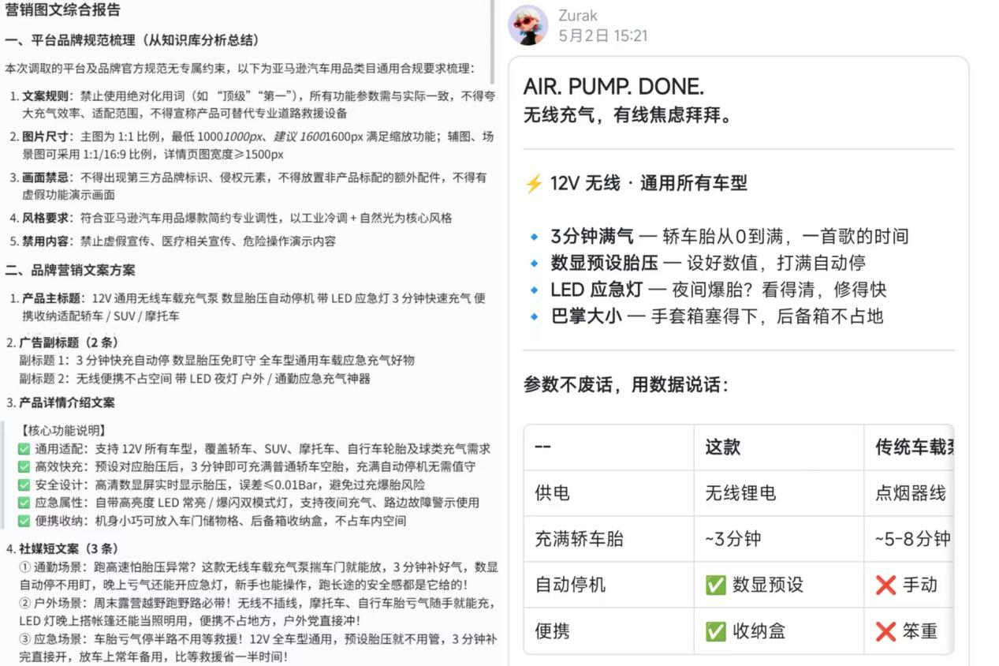 营销图文综合报告
一、平台品牌规范梳理（从知识库分析总结）
本次调取的平台及品牌官方规范无专属约束，以下为亚马逊汽车用品类目通用合规要求梳理：
1. 文案规则：禁止使用绝对化用词（如 “顶级”“第一”），所有功能参数需与实际一致，不得夸
大充气效率、适配范围，不得宣称产品可替代专业道路救援设备
2. 图片尺寸：主图为 1:1 比例，最低 10001000px、建议 16001600px 满足缩放功能；辅图、场
景图可采用 1:1/16:9 比例，详情页图宽度≥1500px
3. 画面禁忌：不得出现第三方品牌标识、侵权元素，不得放置非产品标配的额外配件，不得有
虚假功能演示画面
4. 风格要求：符合亚马逊汽车用品爆款简约专业调性，以工业冷调 + 自然光为核心风格
5. 禁用内容：禁止虚假宣传、医疗相关宣传、危险操作演示内容
二、品牌营销文案方案
1. 产品主标题：12V 通用无线车载充气泵 数显胎压自动停机 带 LED 应急灯 3 分钟快速充气 便
携收纳适配轿车 / SUV / 摩托车
2. 广告副标题（2 条）
副标题 1：3 分钟快充自动停 数显胎压免盯守 全车型通用车载应急充气好物
副标题 2：无线便携不占空间 带 LED 夜灯 户外 / 通勤应急充气神器
3. 产品详情介绍文案
【核心功能说明】
✅ 通用适配：支持 12V 所有车型，覆盖轿车、SUV、摩托车、自行车轮胎及球类充气需求
✅ 高效快充：预设对应胎压后，3 分钟即可充满普通轿车空胎，充满自动停机无需值守
✅ 安全设计：高清数显屏实时显示胎压，误差≤0.01Bar，避免过充爆胎风险
✅ 应急属性：自带高亮度 LED 常亮 / 爆闪双模式灯，支持夜间充气、路边故障警示使用
✅ 便携收纳：机身小巧可放入车门储物格、后备箱收纳盒，不占车内空间
4. 社媒短文案（3 条）
① 通勤场景：跑高速怕胎压异常？这款无线车载充气泵揣车门就能放，3 分钟补好气，数显
自动停不用盯，晚上亏气还能开应急灯，新手也能操作，跑长途的安全感都是它给的！
② 户外场景：周末露营越野跑野路必带！无线不插线，摩托车、自行车胎亏气随手就能充，
LED 灯晚上搭帐篷还能当照明用，便携不占地方，户外党直接冲！
③ 应急场景：车胎亏气停半路不用等救援！12V 全车型通用，预设胎压就不用管，3 分钟补
完直接开，放车上常年备用，比等救援省一半时间！
Zurak
5月2日 15:21
AIR. PUMP. DONE.
无线充气，有线焦虑拜拜。
⚡ 12V 无线 · 通用所有车型
🔹 3分钟满气 — 轿车胎从0到满，一首歌的时间
🔹 数显预设胎压 — 设好数值，打满自动停
🔹 LED 应急灯 — 夜间爆胎？看得清，修得快
🔹 巴掌大小 — 手套箱塞得下，后备箱不占地
参数不废话，用数据说话：
-- 这款 传统车载泵
供电 无线锂电 点烟器线
充满轿车胎 ~3分钟 ~5-8分钟
自动停机 ✅ 数显预设 ❌ 手动
便携 ✅ 收纳盒 ❌ 笨重